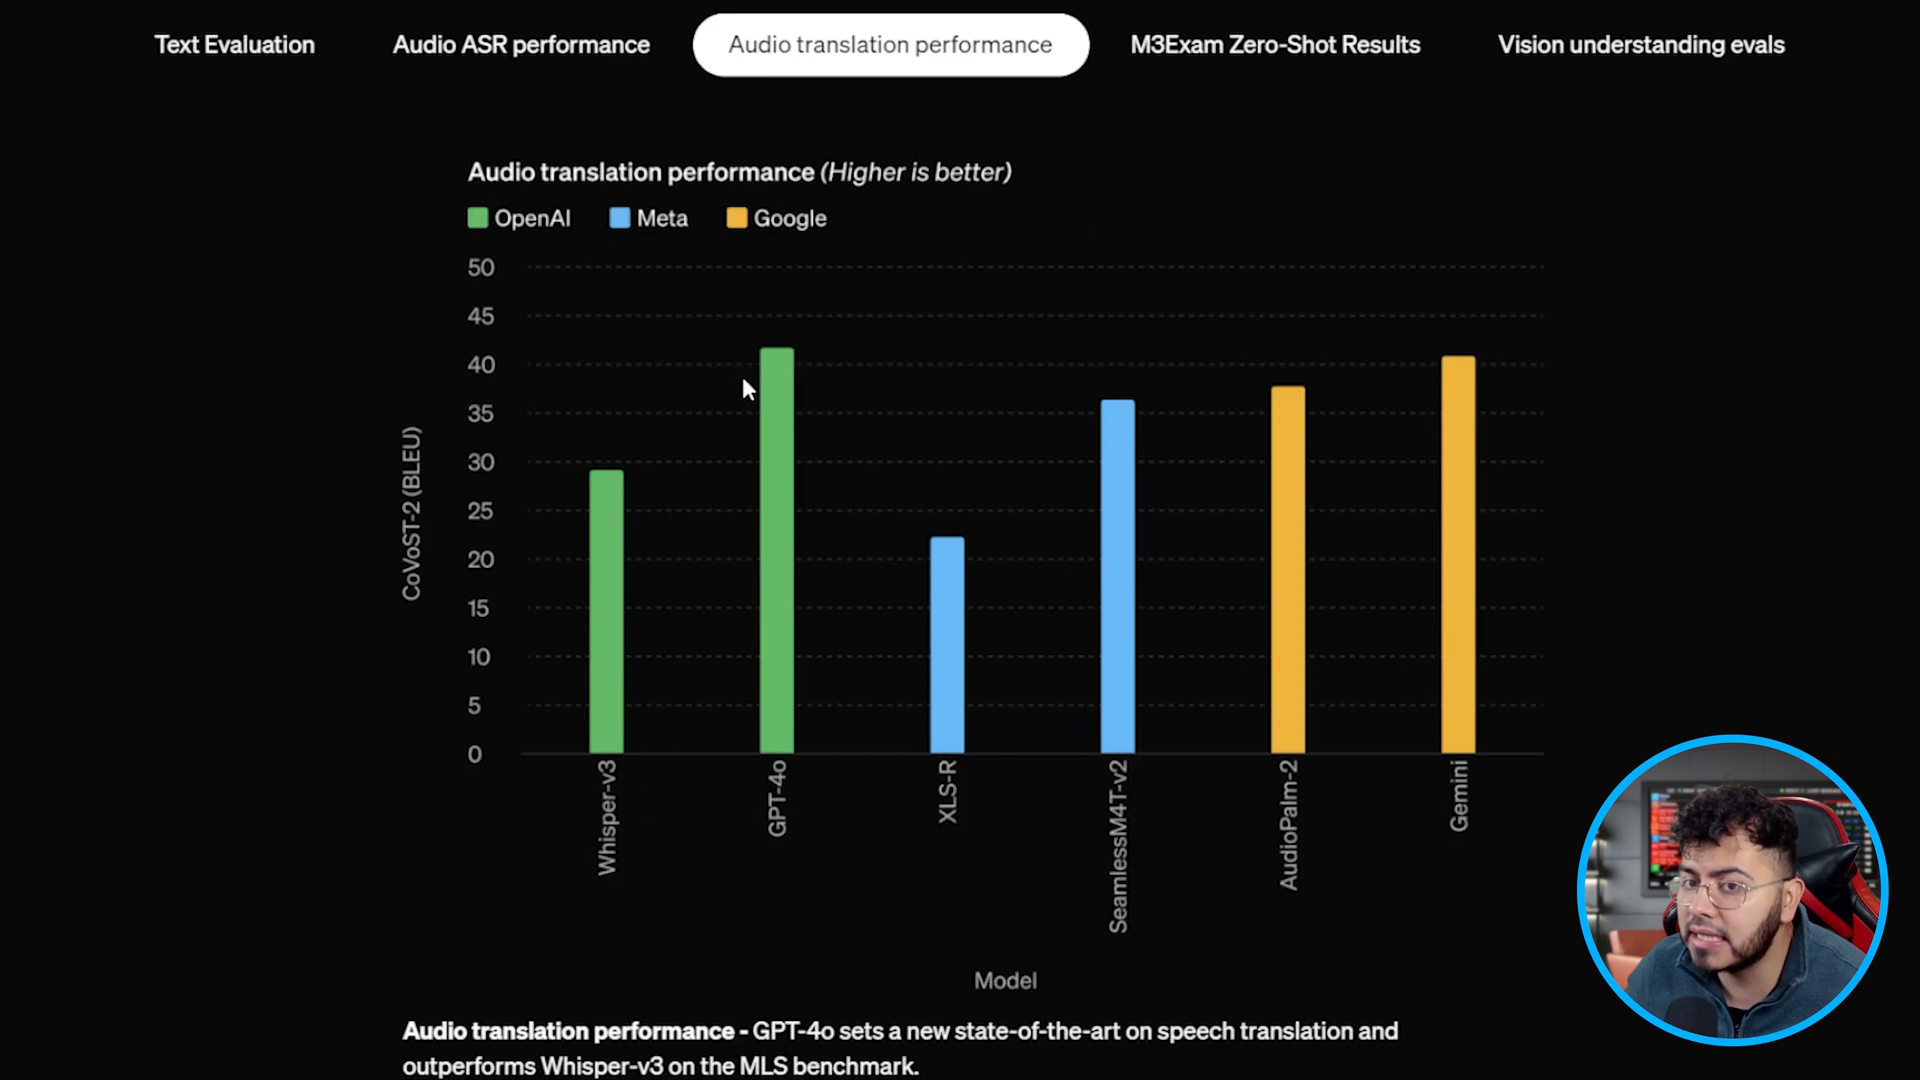 Text Evaluation
Audio ASR performance
Audio translation performance
M3Exam Zero-Shot Results
Vision understanding evals
Audio translation performance (Higher is better)
OpenAI
Meta
Google
CoVoST-2 (BLEU)
50
45
40
35
30
25
20
15
10
5
0
Whisper-v3
GPT-4o
XLS-R
SeamlessM4T-v2
AudioPalm-2
Gemini
Model
Audio translation performance - GPT-4o sets a new state-of-the-art on speech translation and
outperforms Whisper-v3 on the MLS benchmark.